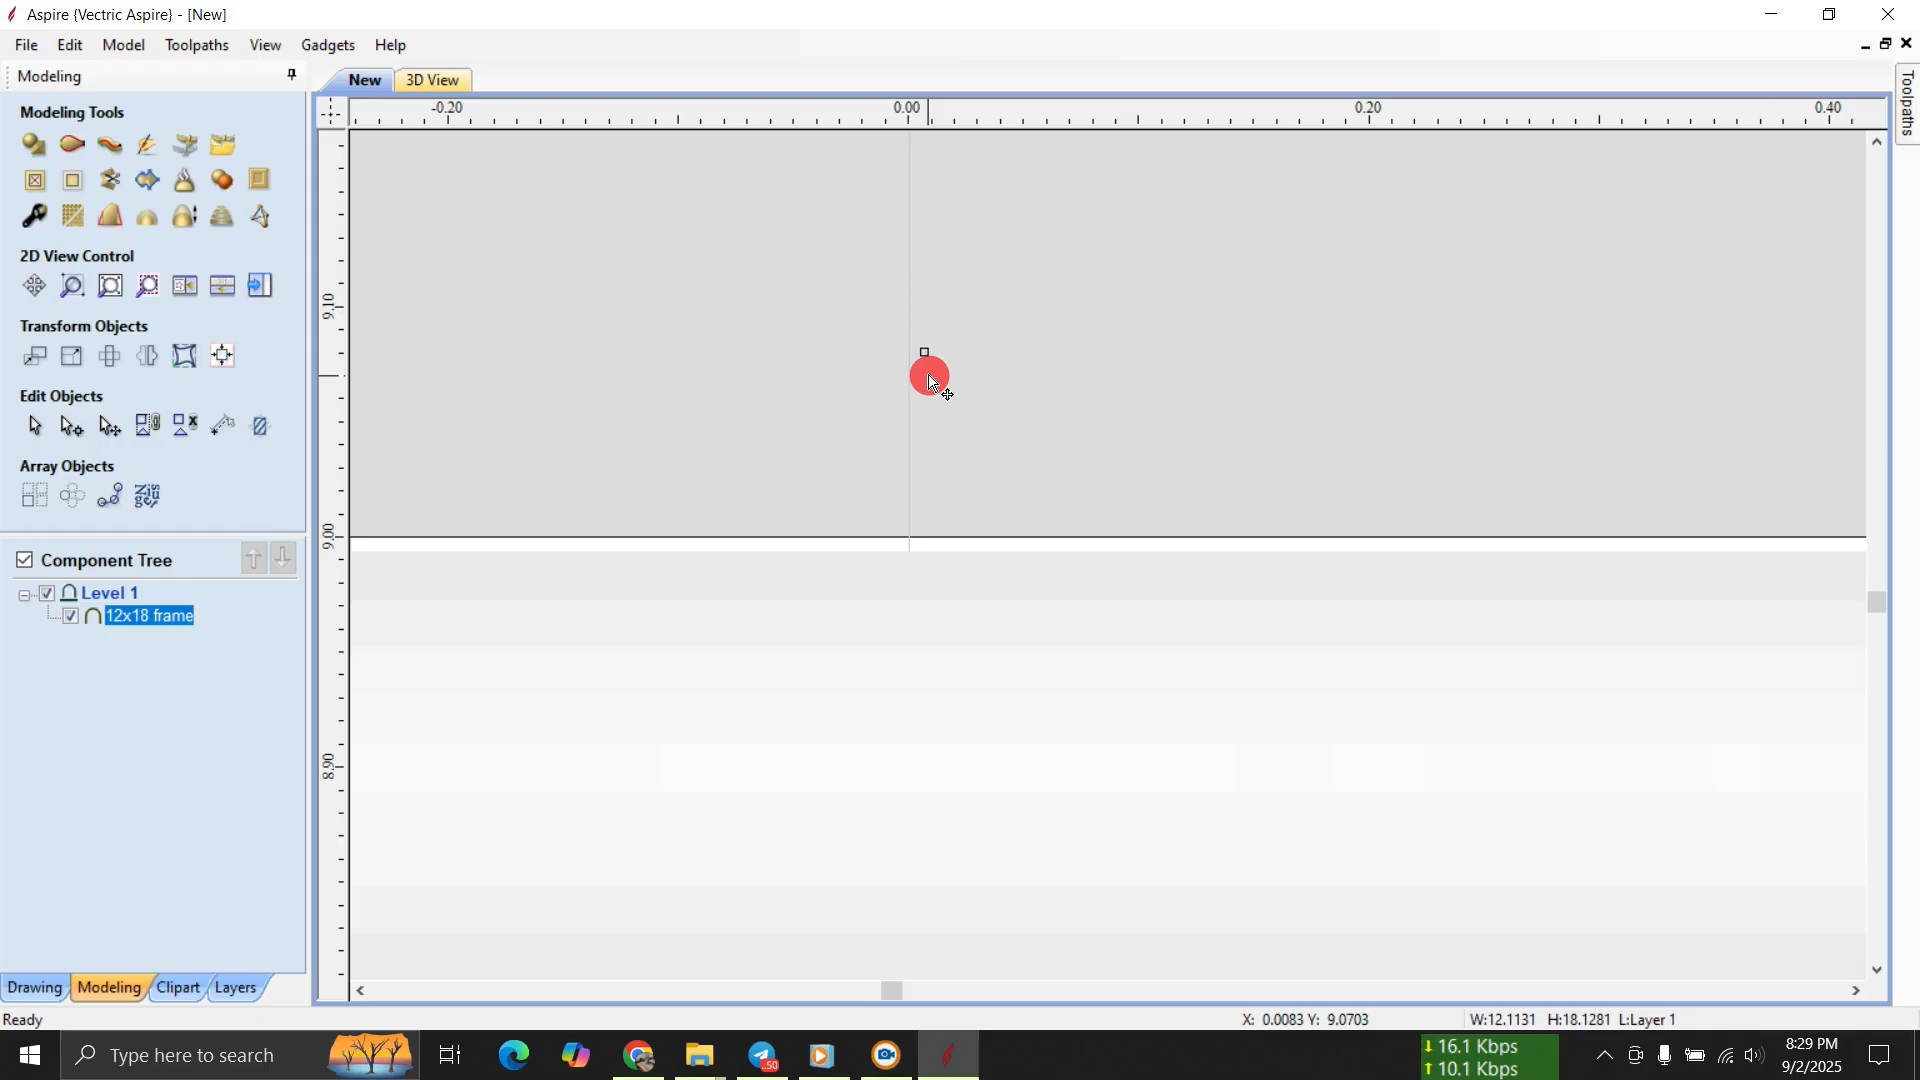 Aspire {Vectric Aspire} - [New]
File Edit Model Toolpaths View Gadgets Help
Modeling
New 3D View
Toolpaths
-0.20 0.00 0.20 0.40
Modeling Tools
2D View Control
9.10
Transform Objects
Edit Objects
Array Objects
9.00
Component Tree
Level 1
12x18 frame
8.90
Drawing Modeling Clipart Layers
Ready
X: 0.0083 Y: 9.0703
W:12.1131 H:18.1281 L:Layer 1
Type here to search
50
16.1 Kbps
10.1 Kbps
8:29 PM
9/2/2025